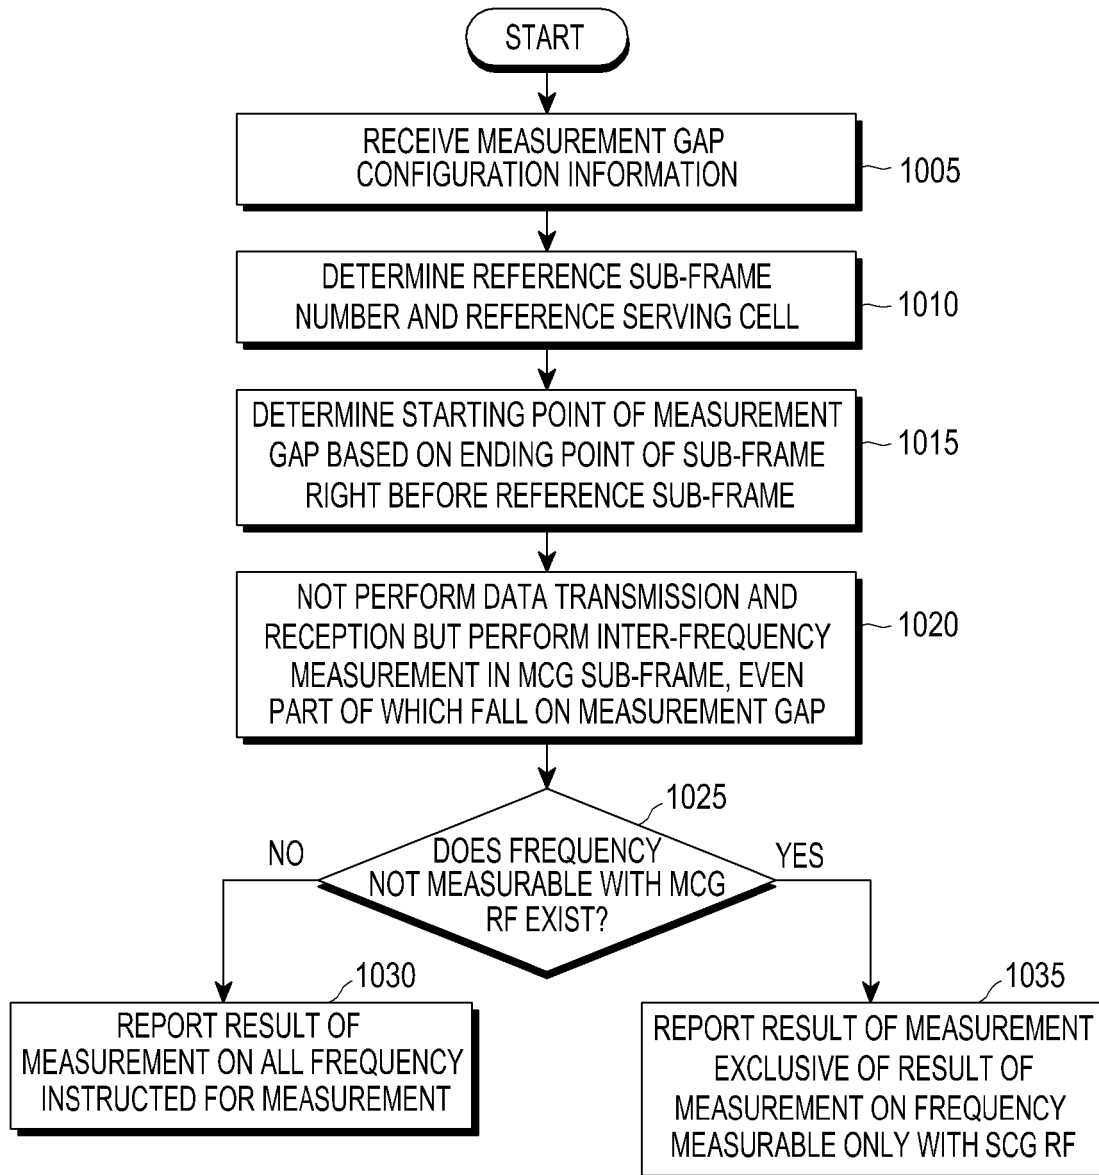 START
RECEIVE MEASUREMENT GAP
CONFIGURATION INFORMATION
1005
DETERMINE REFERENCE SUB-FRAME
NUMBER AND REFERENCE SERVING CELL
1010
DETERMINE STARTING POINT OF MEASUREMENT
GAP BASED ON ENDING POINT OF SUB-FRAME
RIGHT BEFORE REFERENCE SUB-FRAME
1015
NOT PERFORM DATA TRANSMISSION AND
RECEPTION BUT PERFORM INTER-FREQUENCY
MEASUREMENT IN MCG SUB-FRAME, EVEN
PART OF WHICH FALL ON MEASUREMENT GAP
1020
1025
DOES FREQUENCY
NOT MEASURABLE WITH MCG
RF EXIST?
NO
YES
1030
REPORT RESULT OF
MEASUREMENT ON ALL FREQUENCY
INSTRUCTED FOR MEASUREMENT
1035
REPORT RESULT OF MEASUREMENT
EXCLUSIVE OF RESULT OF
MEASUREMENT ON FREQUENCY
MEASURABLE ONLY WITH SCG RF